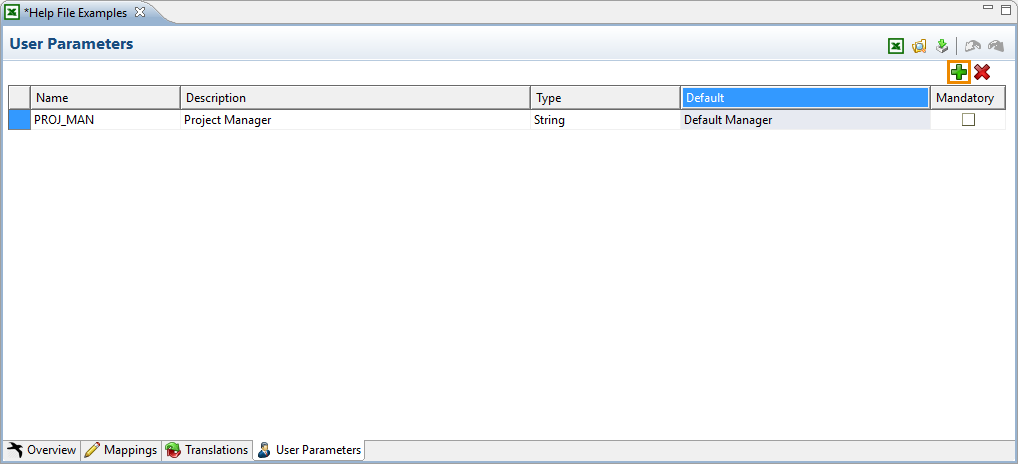 *Help File Examples
User Parameters
Name Description Type Default Mandatory
PROJ_MAN Project Manager String Default Manager
Overview Mappings Translations User Parameters